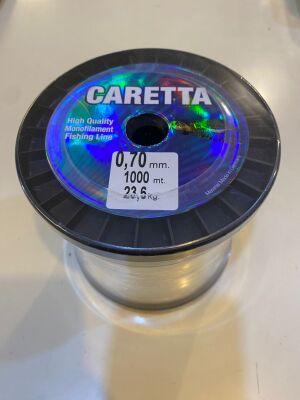 CARETTA
High Quality
Monofilament
Fishing Line
0,70 mm.
1000 mt.
23,6 Kg.